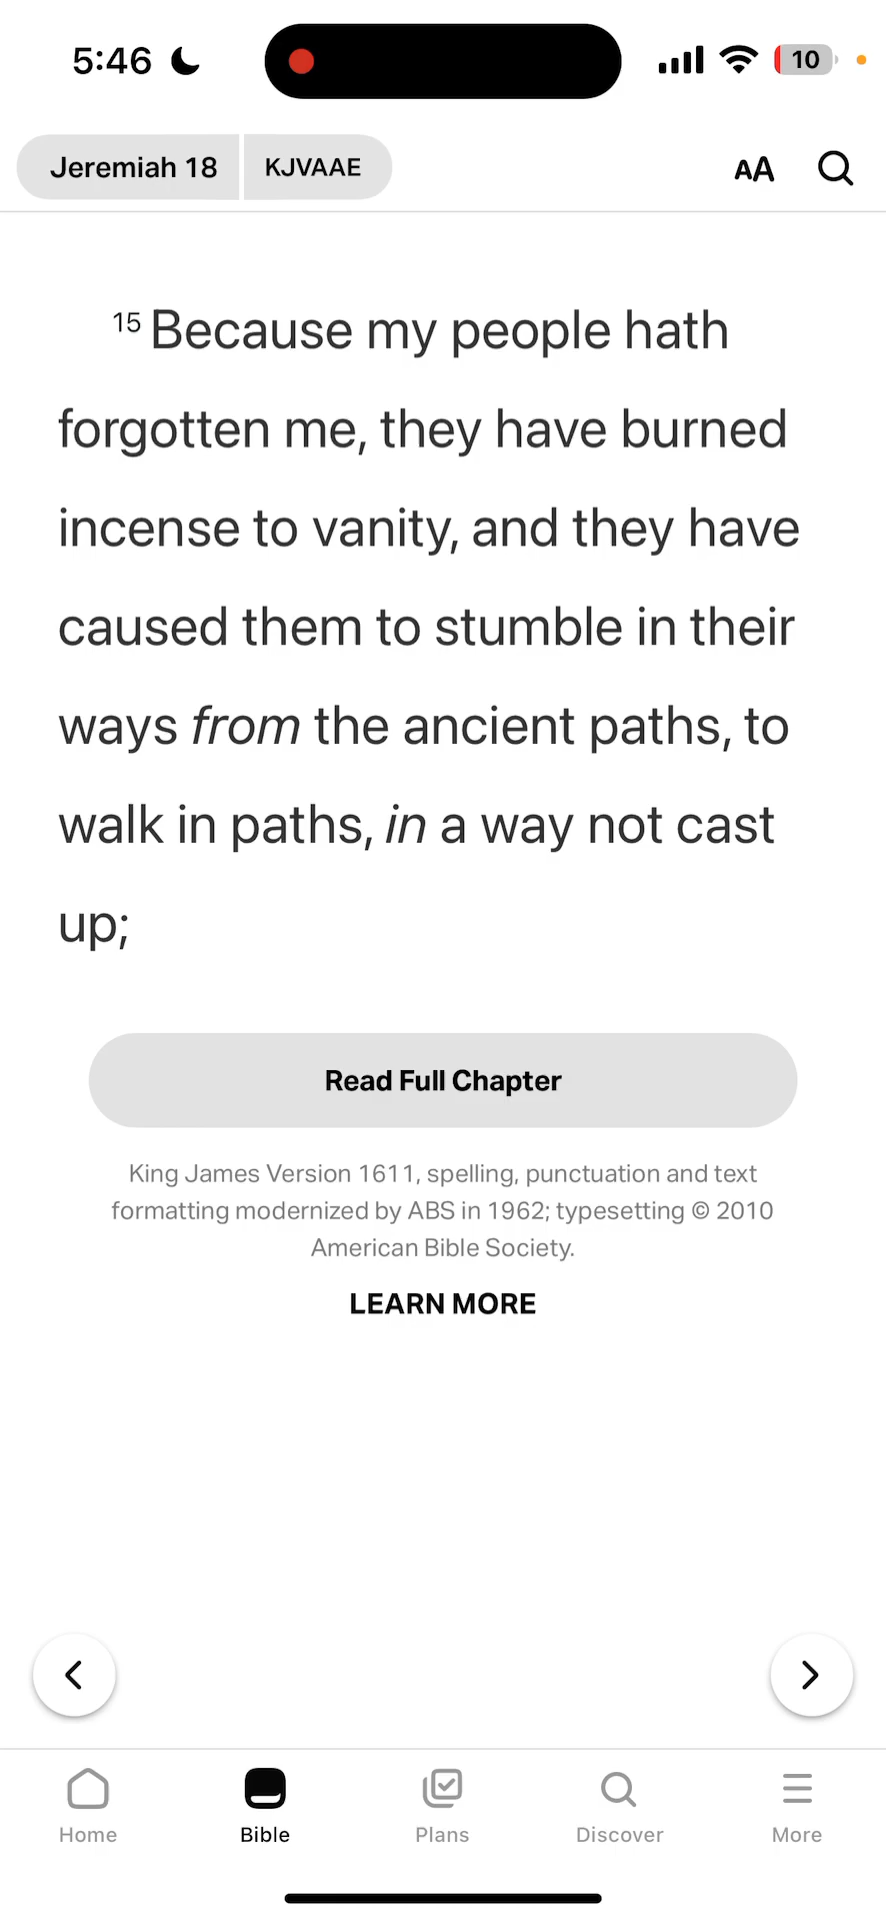 5:46
10
Jeremiah 18 KJVAAE AA
15 Because my people hath
forgotten me, they have burned
incense to vanity, and they have
caused them to stumble in their
ways from the ancient paths, to
walk in paths, in a way not cast
up;
Read Full Chapter
King James Version 1611, spelling, punctuation and text
formatting modernized by ABS in 1962; typesetting © 2010
American Bible Society.
LEARN MORE
Home Bible Plans Discover More